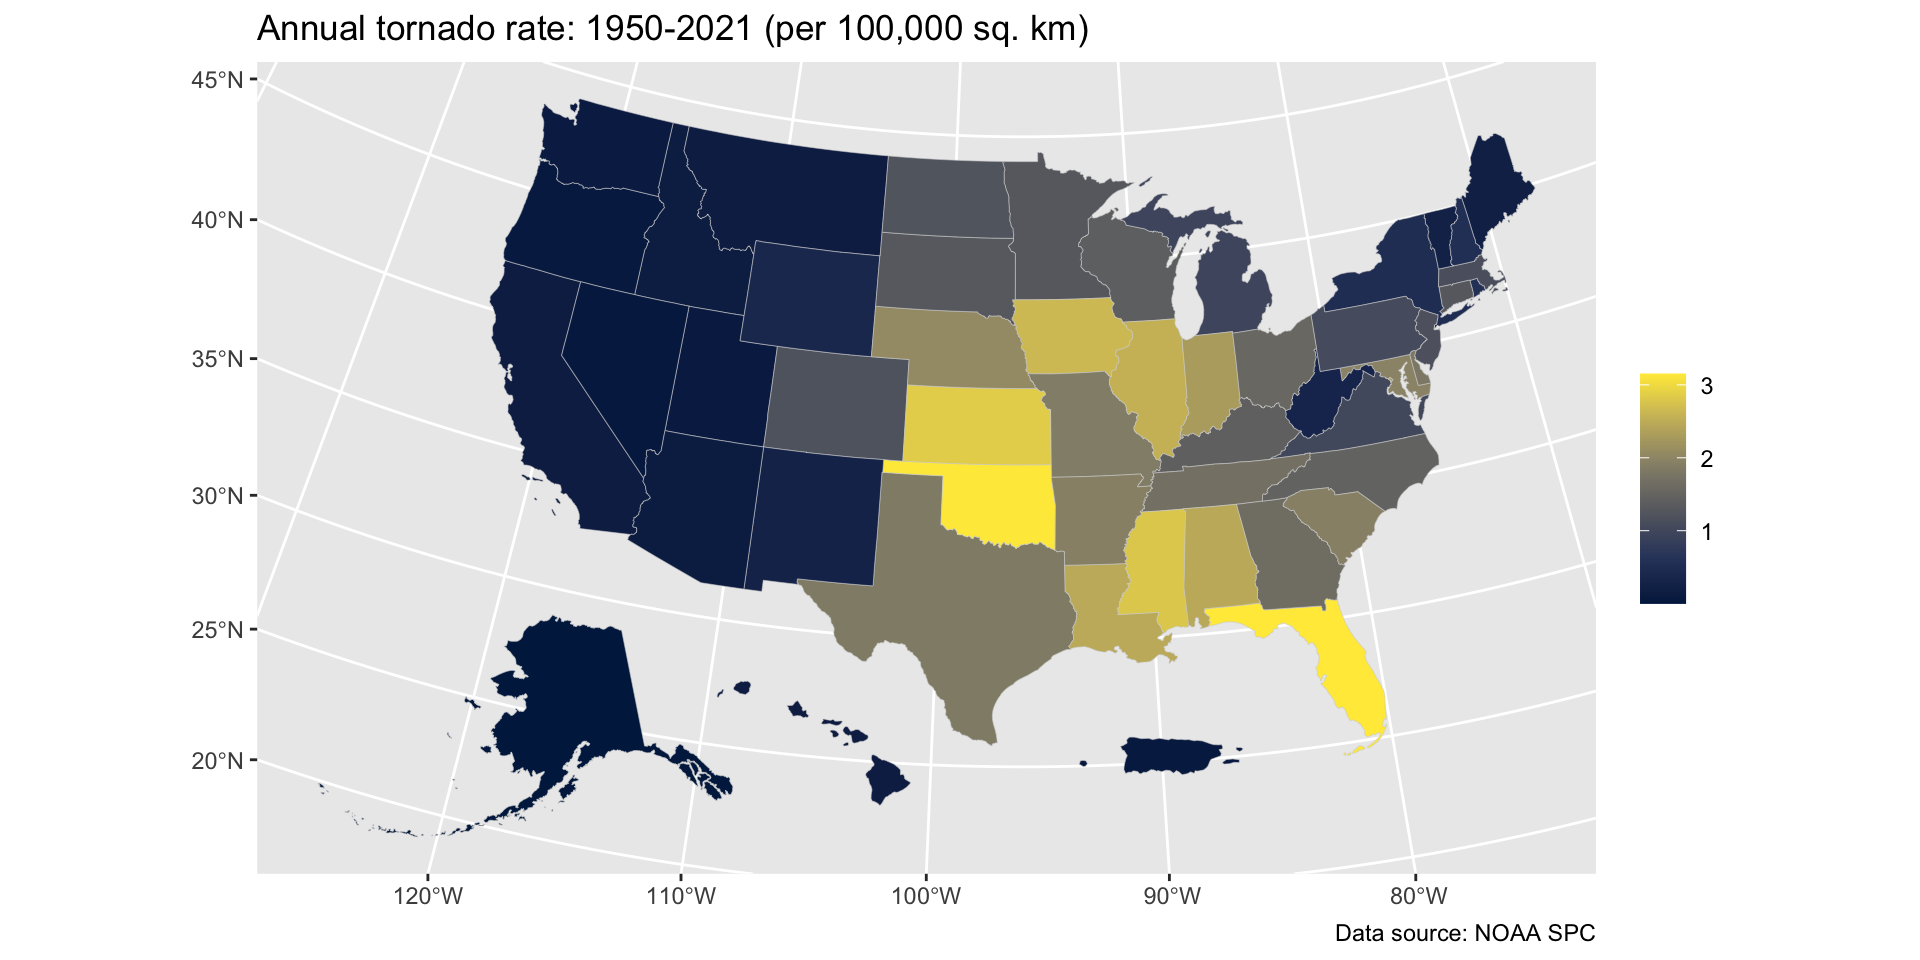 Annual tornado rate: 1950-2021 (per 100,000 sq. km)
45°N
40°N
35°N
30°N
25°N
20°N
120°W 110°W 100°W 90°W 80°W
3
2
1
Data source: NOAA SPC